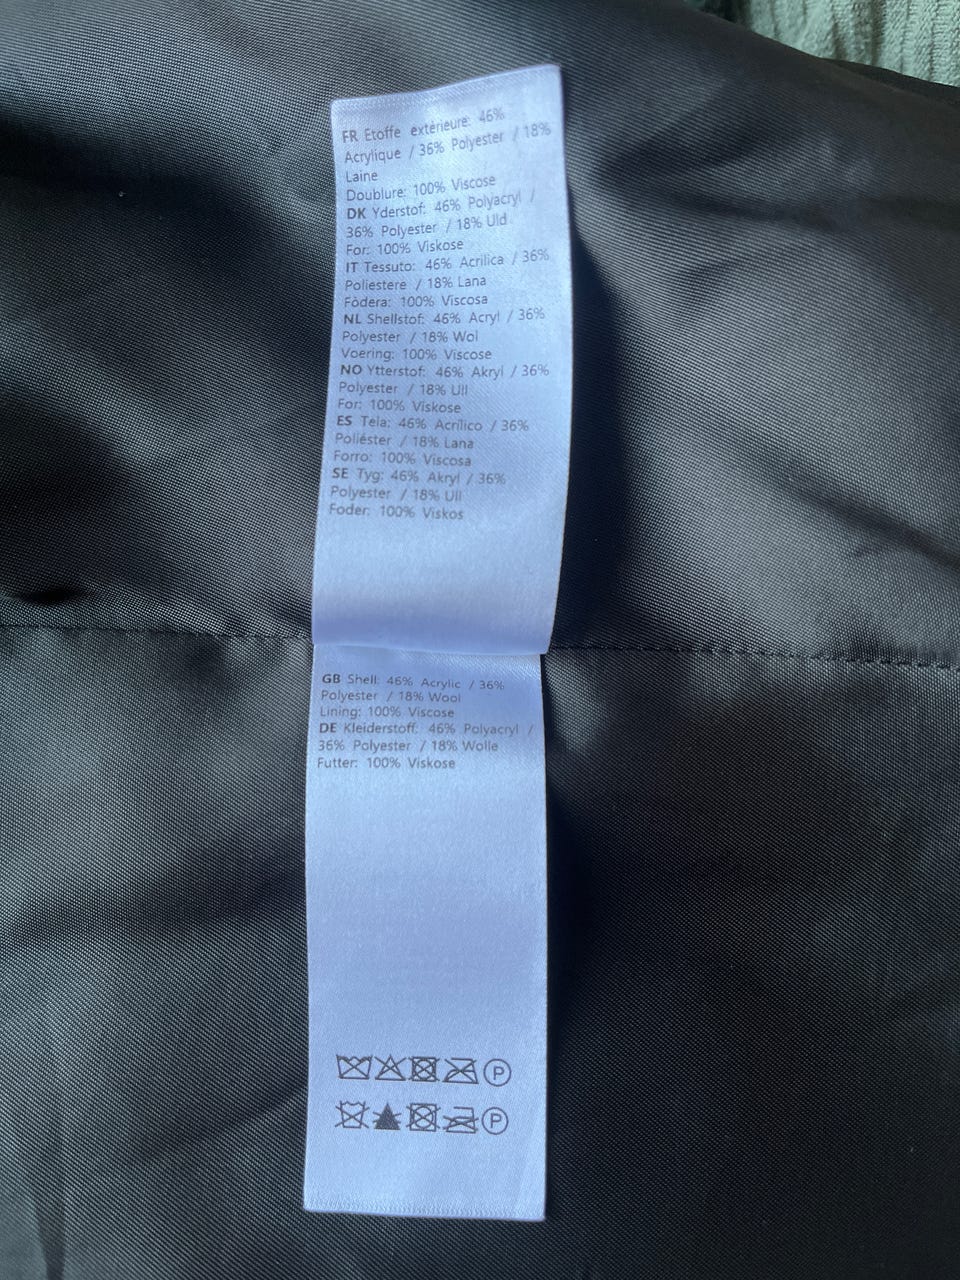 FR Etoffe extérieure: 46%
Acrylique / 36% Polyester / 18%
Laine
Doublure: 100% Viscose
DK Yderstof: 46% Polyacryl /
36% Polyester / 18% Uld
For: 100% Viskose
IT Tessuto: 46% Acrilica / 36%
Poliestere / 18% Lana
Fòdera: 100% Viscosa
NL Shellstof: 46% Acryl / 36%
Polyester / 18% Wol
Voering: 100% Viscose
NO Ytterstof: 46% Akryl / 36%
Polyester / 18% Ull
For: 100% Viskose
ES Tela: 46% Acrílico / 36%
Poliéster / 18% Lana
Forro: 100% Viscosa
SE Tyg: 46% Akryl / 36%
Polyester / 18% Ull
Foder: 100% Viskos
GB Shell: 46% Acrylic / 36%
Polyester / 18% Wool
Lining: 100% Viscose
DE Kleiderstoff: 46% Polyacryl /
36% Polyester / 18% Wolle
Futter: 100% Viskose
P
P